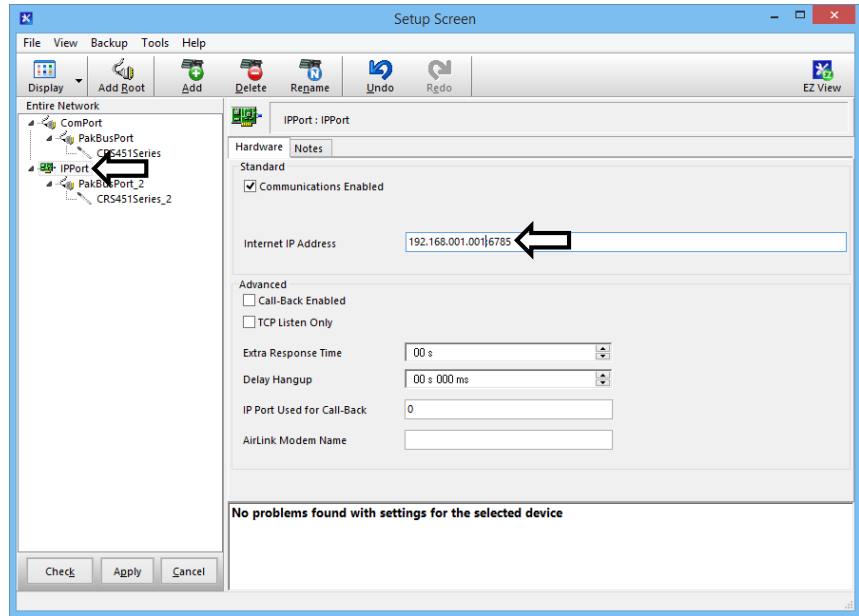 Setup Screen
File View Backup Tools Help
Display Add Root Add Delete Rename Undo Redo EZ View
Entire Network
ComPort
PakBusPort
CRS451Series
IPPort
PakBusPort_2
CRS451Series_2
IPPort : IPPort
Hardware Notes
Standard
Communications Enabled
Internet IP Address 192.168.001.001:6785
Advanced
Call-Back Enabled
TCP Listen Only
Extra Response Time 00 s
Delay Hangup 00 s 000 ms
IP Port Used for Call-Back 0
AirLink Modem Name
No problems found with settings for the selected device
Check Apply Cancel